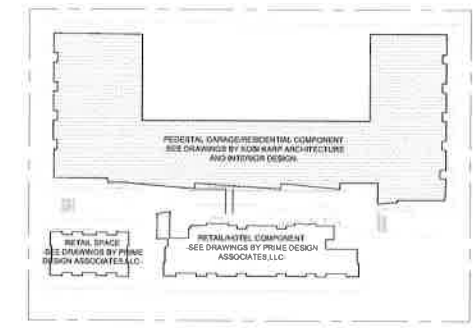 PEDESTAL GARAGE/RESIDENTIAL COMPONENT
SEE DRAWINGS BY KOBI KARP ARCHITECTURE
AND INTERIOR DESIGN.
RETAIL SPACE
-SEE DRAWINGS BY PRIME
DESIGN ASSOCIATES,LLC-
RETAIL/HOTEL COMPONENT
-SEE DRAWINGS BY PRIME DESIGN
ASSOCIATES,LLC-